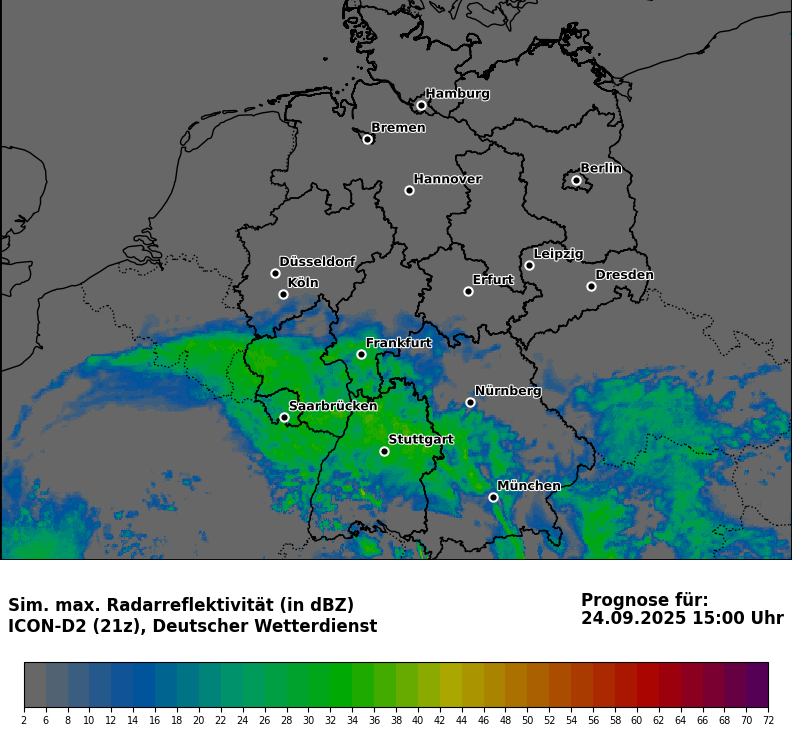 Hamburg
Bremen
Berlin
Hannover
Leipzig
Düsseldorf
Dresden
Köln
Erfurt
Frankfurt
Nürnberg
Saarbrücken
Stuttgart
München
Sim. max. Radarreflektivität (in dBZ)
ICON-D2 (21z), Deutscher Wetterdienst
Prognose für:
24.09.2025 15:00 Uhr
2 6 8 10 12 14 16 18 20 22 24 26 27 28 30 32 34 36 38 40 42 44 46 48 50 52 54 56 58 60 62 64 66 68 70 72